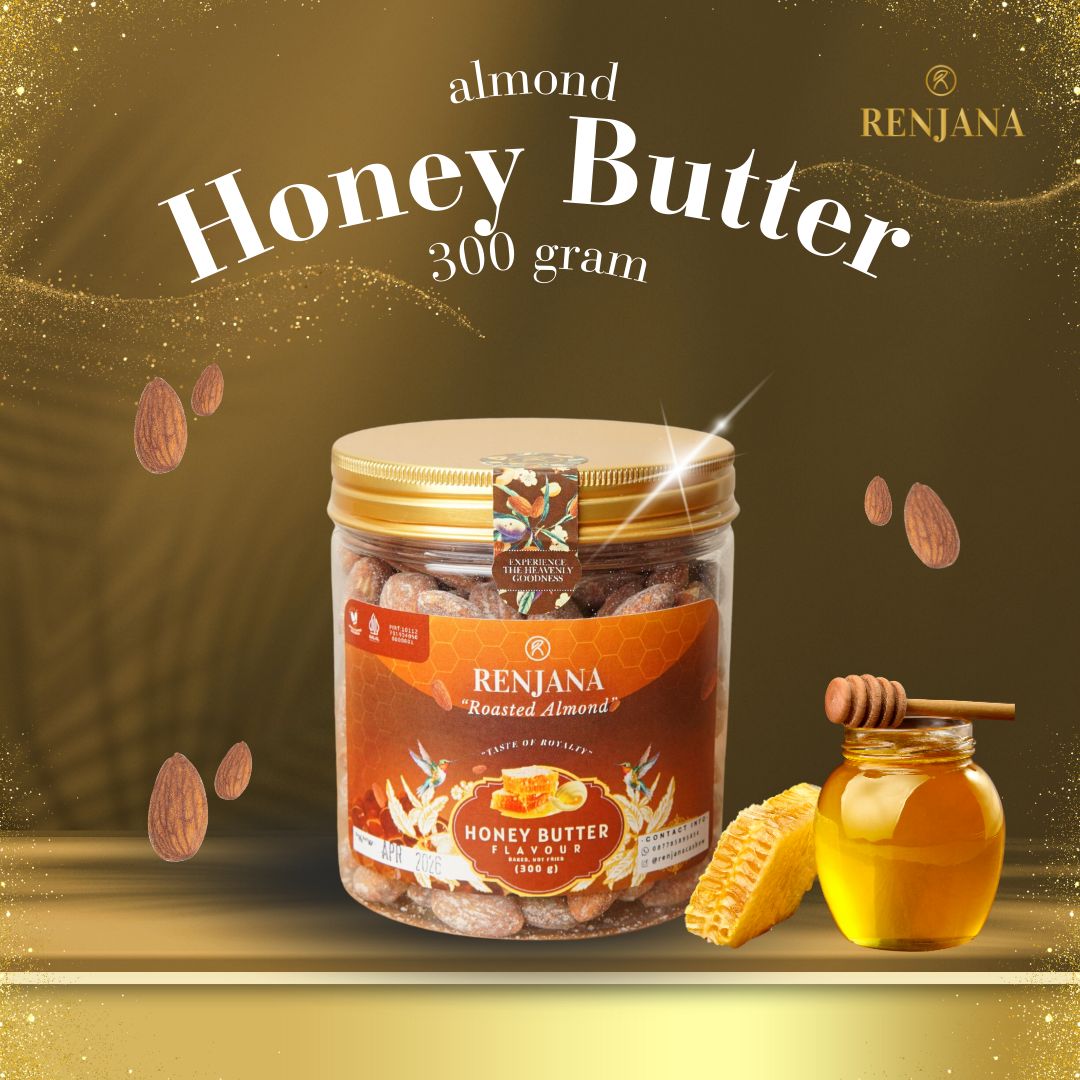 almond
Honey Butter
300 gram
RENJANA
EXPERIENCE
THE HEAVENLY
GOODNESS
RENJANA
"Roasted Almond"
"TASTE OF ROYALTY"
HONEY BUTTER
FLAVOUR
BAKED, NOT FRIED
(300 g)
APR 2026
CONTACT INFO